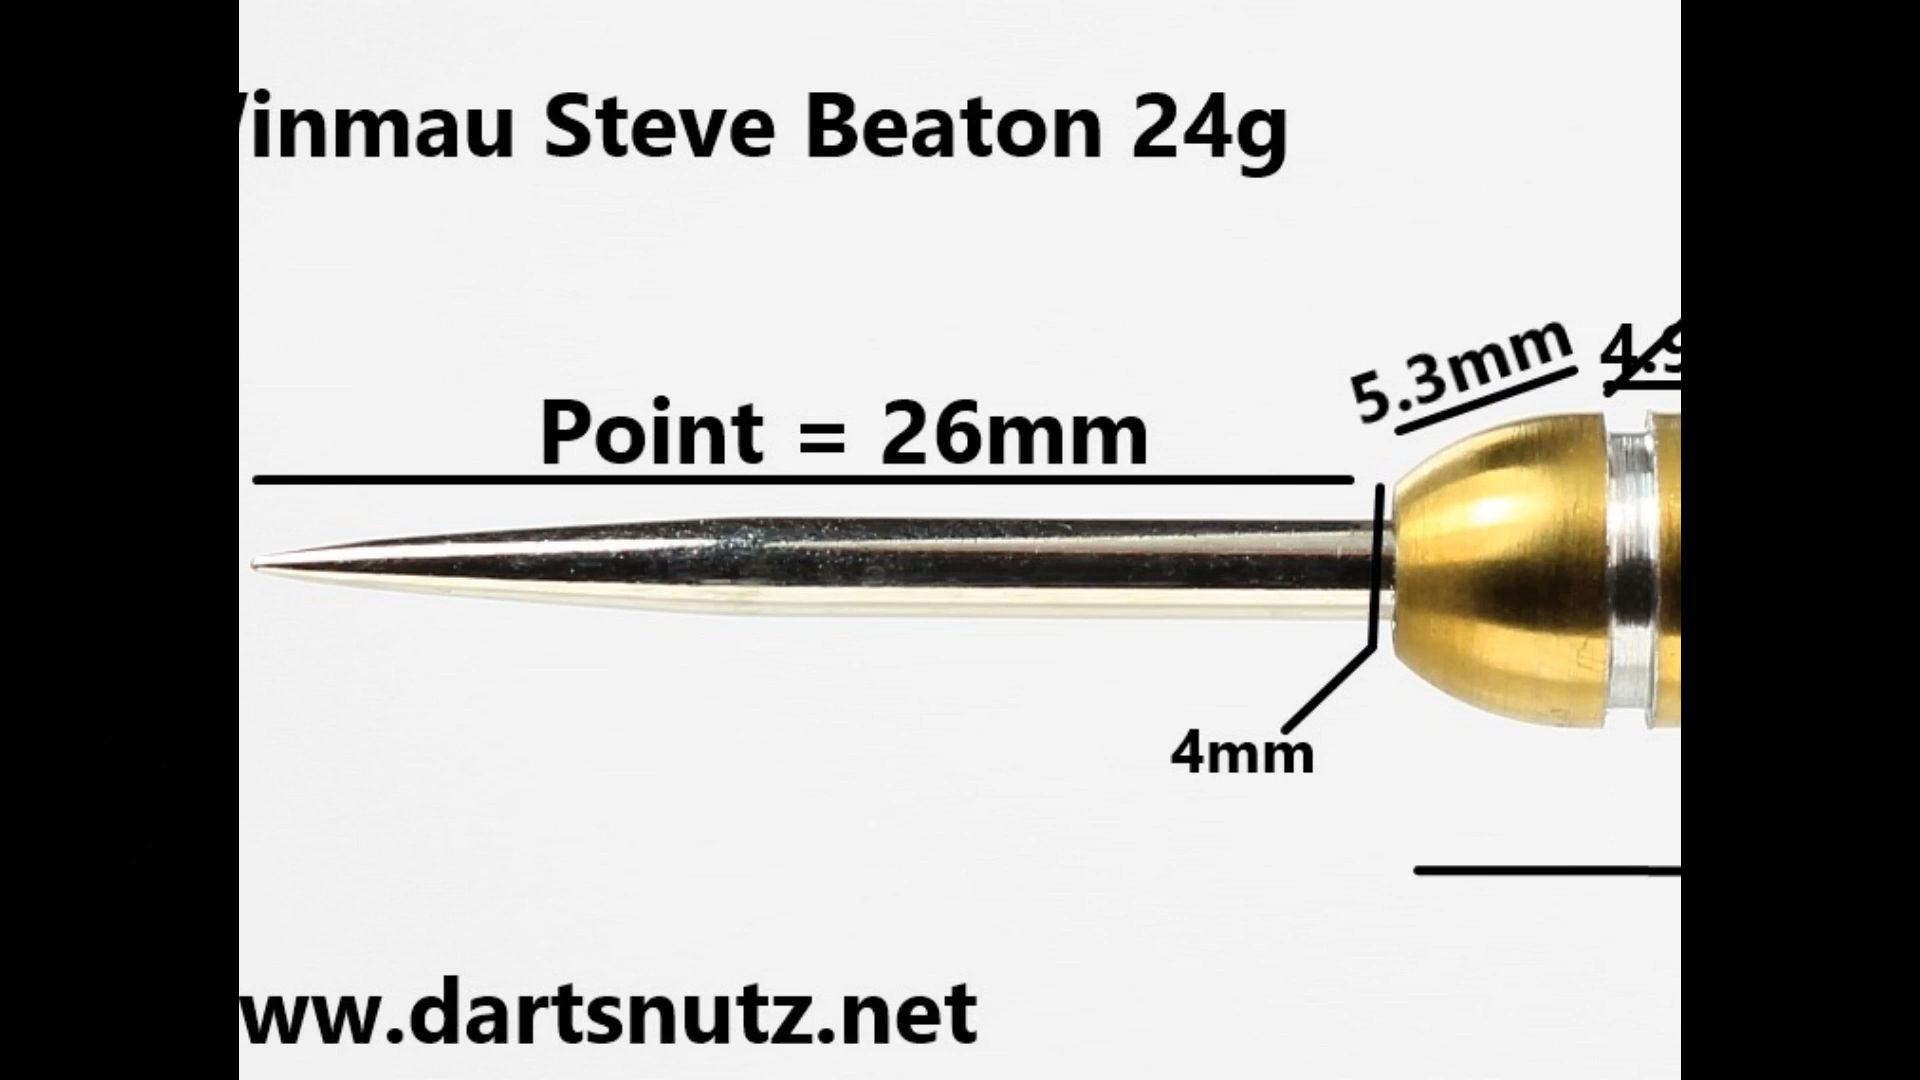 inmau Steve Beaton 24g
5.3mm
Point = 26mm
4mm
ww.dartsnutz.net